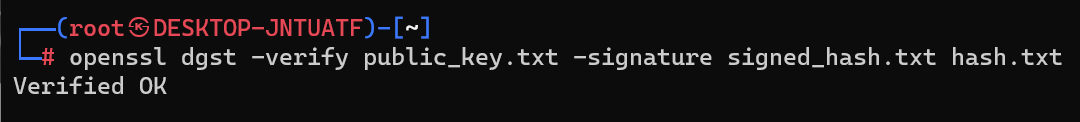 ┌──(root㉿DESKTOP-JNTUATF)-[~]
└─# openssl dgst -verify public_key.txt -signature signed_hash.txt hash.txt
Verified OK